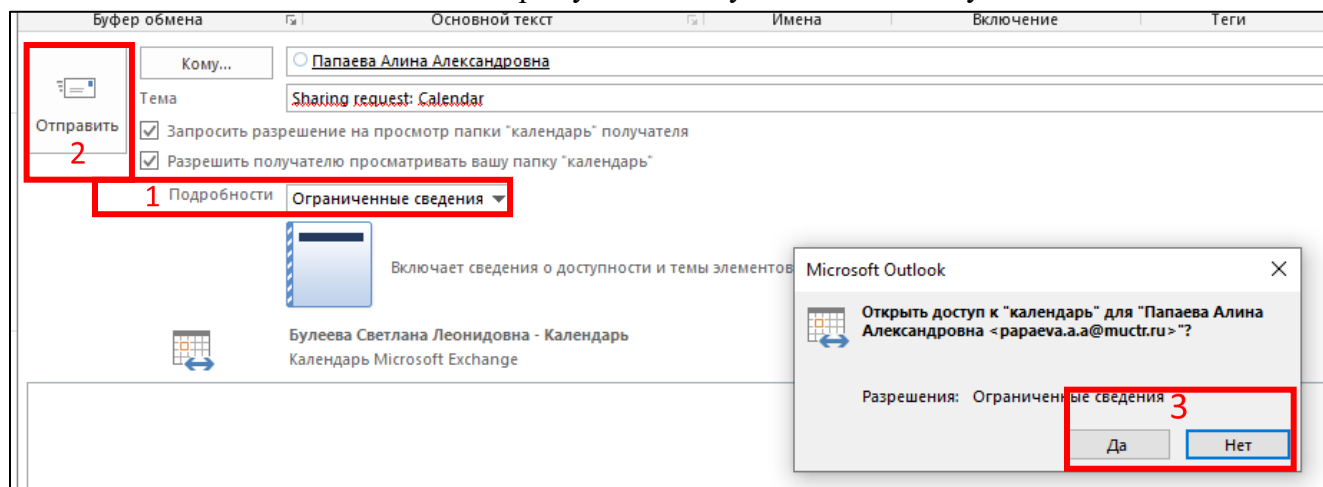 Буфер обмена Основной текст Имена Включение Теги
Кому... Папаева Алина Александровна
Тема Sharing request: Calendar
Отправить
2
Запросить разрешение на просмотр папки "календарь" получателя
Разрешить получателю просматривать вашу папку "календарь"
1 Подробности Ограниченные сведения
Включает сведения о доступности и темы элементов
Булеева Светлана Леонидовна - Календарь
Календарь Microsoft Exchange
Microsoft Outlook
Открыть доступ к "календарь" для "Папаева Алина
Александровна <papaeva.a.a@muctr.ru>"?
Разрешения: Ограниченные сведения
3
Да Нет